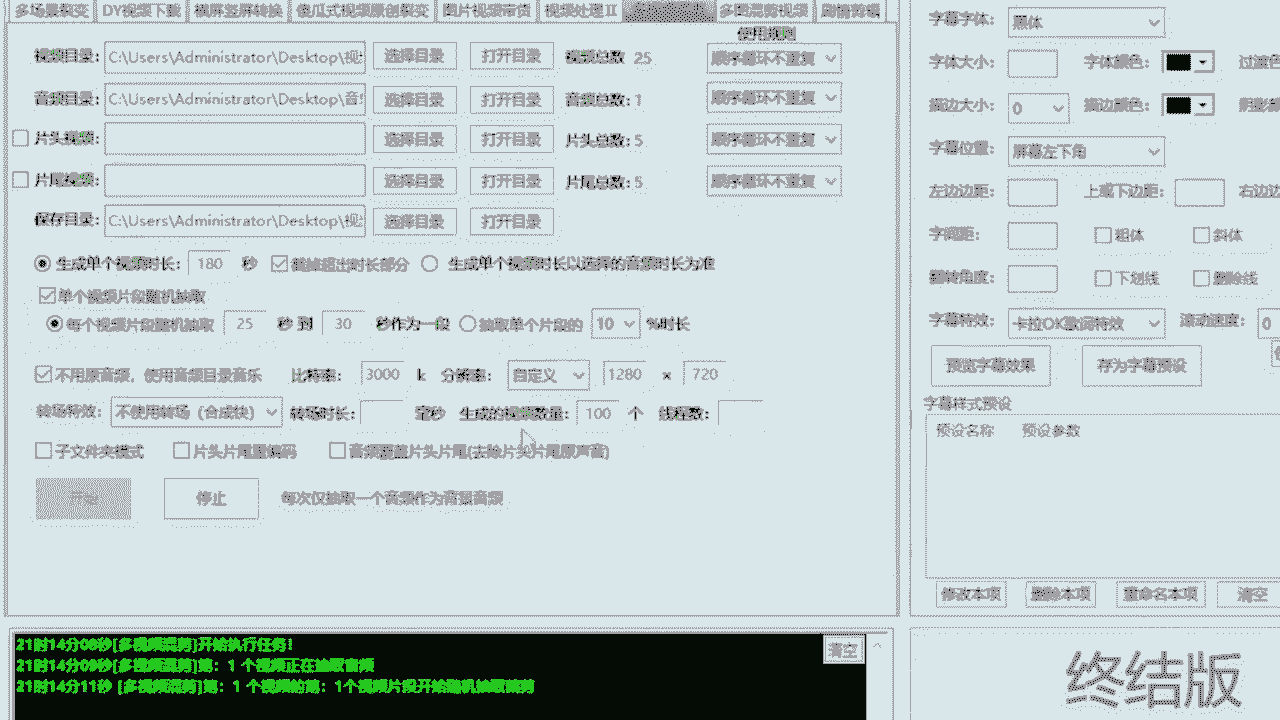 多场景裂变 DY视频下载 横屏竖屏转换 傻瓜式视频原创裂变 图片视频带货 视频处理Ⅱ 多场景混剪视频 剧情剪辑
使用规则
视频目录: C:\Users\Administrator\Desktop\ 选择目录 打开目录 视频总数 25 顺序循环不重复
音频目录: C:\Users\Administrator\Desktop\音 选择目录 打开目录 音频总数: 1 顺序循环不重复
片头视频: 选择目录 打开目录 片头总数: 5 顺序循环不重复
片尾视频: 选择目录 打开目录 片尾总数: 5 顺序循环不重复
保存目录: C:\Users\Administrator\Desktop\现 选择目录 打开目录
生成单个视频时长: 180 秒 裁掉超出时长部分 生成单个视频时长以选择的音频时长为准
单个视频片段随机抽取
每个视频片段随机抽取 25 秒 到 30 秒作为一段 抽取单个片段的 10 %时长
不用原音频，使用音频目录音乐 比特率: 3000 k 分辨率: 自定义 1280 x 720
转场特效: 不使用转场（合成快） 转场时长: 毫秒 生成的视频数量: 100 个 线程数:
子文件夹模式 片头片尾重编码 音频覆盖片头片尾(去除片头片尾原声音)
开始 停止 每次仅抽取一个音频作为背景音频
21时14分08秒[多视频混剪]开始执行任务！
21时14分09秒[多视频混剪]第：1 个视频正在抽取音频
21时14分11秒 [多视频混剪]第：1 个视频的第：1个视频片段开始随机抽取裁剪
清空
字幕字体: 黑体
字体大小: 字体颜色: 过渡色
描边大小: 0 描边颜色:
字幕位置: 屏幕左下角
左边边距: 上或下边距: 右边边
字间距: 粗体 斜体
翻转角度: 下划线 删除线
字幕特效: 卡拉OK歌词特效 滚动速度: 0
预览字幕效果 存为字幕预设
字幕样式预设
预设名称 预设参数
修改本项 删除本项 重命名本项 清空
终结版